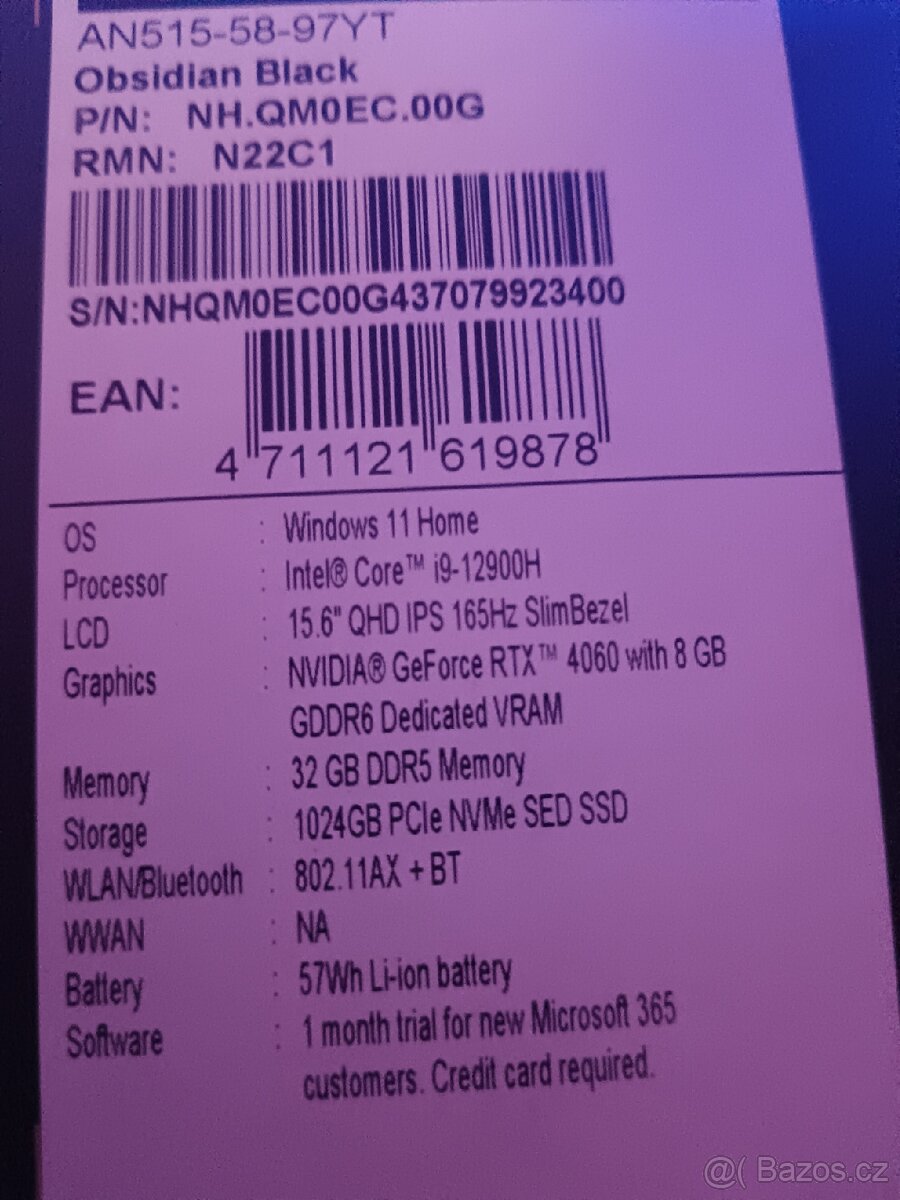 AN515-58-97YT
Obsidian Black
P/N: NH.QM0EC.00G
RMN: N22C1
S/N:NHQM0EC00G437079923400
EAN:
4 711121 619878
OS : Windows 11 Home
Processor : Intel® Core™ i9-12900H
LCD : 15.6" QHD IPS 165Hz SlimBezel
Graphics : NVIDIA® GeForce RTX™ 4060 with 8 GB
GDDR6 Dedicated VRAM
Memory : 32 GB DDR5 Memory
Storage : 1024GB PCIe NVMe SED SSD
WLAN/Bluetooth : 802.11AX + BT
WWAN : NA
Battery : 57Wh Li-ion battery
Software : 1 month trial for new Microsoft 365
customers. Credit card required.
@( Bazos.cz